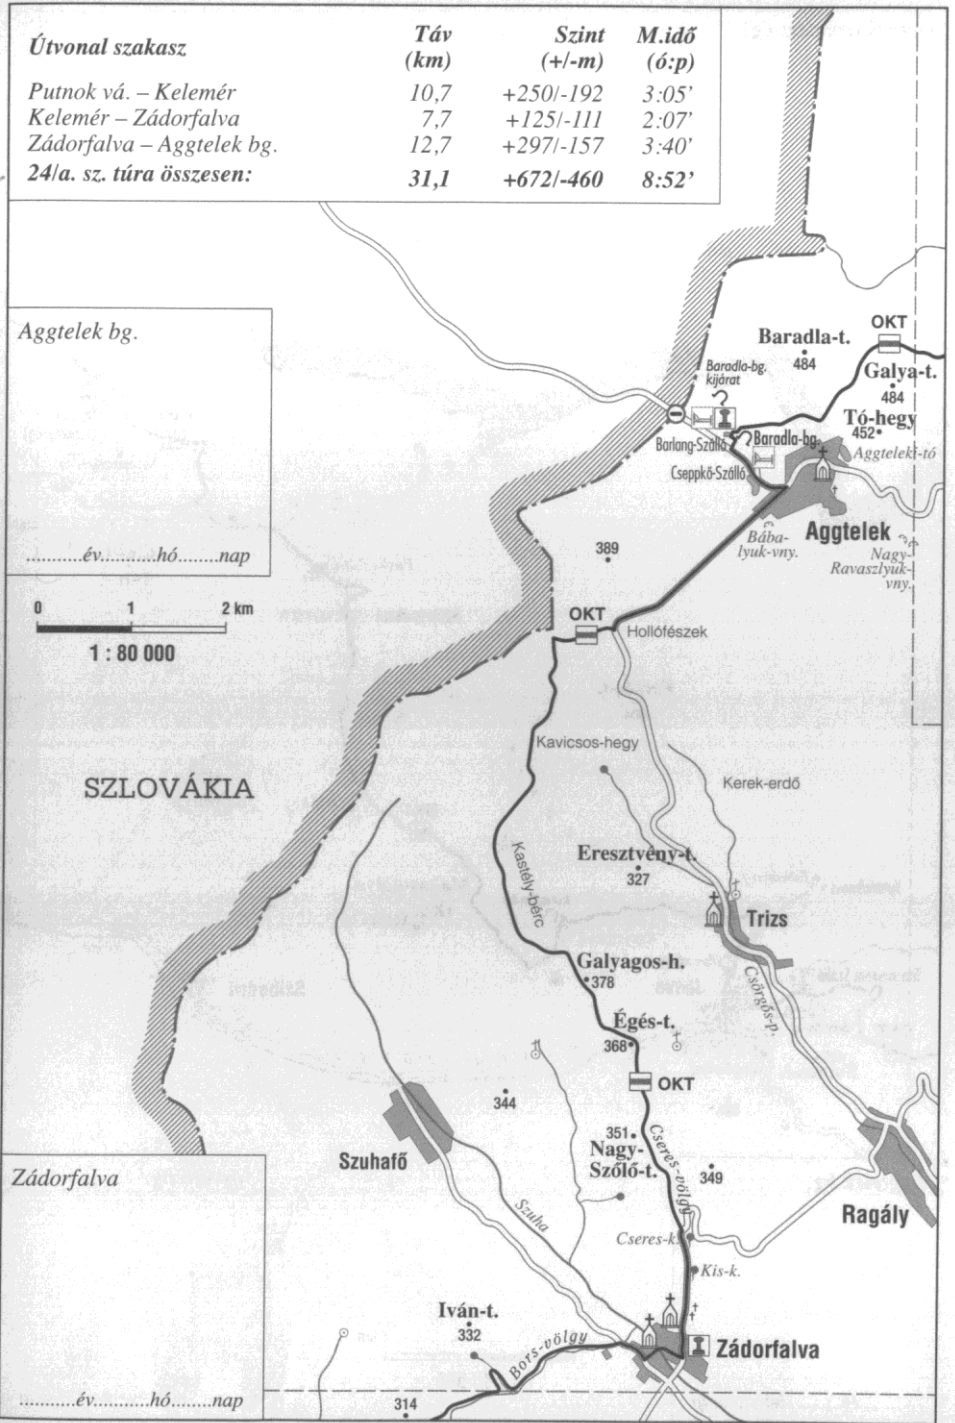 Útvonal szakasz Táv (km) Szint (+/-m) M.idő (ó:p)
Putnok vá. – Kelemér 10,7 +250/-192 3:05'
Kelemér – Zádorfalva 7,7 +125/-111 2:07'
Zádorfalva – Aggtelek bg. 12,7 +297/-157 3:40'
24/a. sz. túra összesen: 31,1 +672/-460 8:52'
Aggtelek bg.
...........év..........hó........nap
0 1 2 km
1 : 80 000
OKT
Baradla-t.
484
Baradla-bg.
kijárat
Galya-t.
484
Tó-hegy
452
Barlang-Szálló
Baradla-bg.
Aggteleki-tó
Cseppkő-Szálló
Aggtelek
Bába-
lyuk-vny.
Nagy-
Ravaszlyuk-
vny.
389
OKT
Hollófészek
Kavicsos-hegy
SZLOVÁKIA
Kerek-erdő
Kastély-bérc
Eresztvény-t.
327
Trizs
Galyagos-h.
378
Csörgős-p.
Égés-t.
368
OKT
344
351
Nagy-
Szőlő-t.
Cseres-völgy
349
Szuhafő
Ragály
Szuha
Cseres-k.
Kis-k.
Iván-t.
332
Bors-völgy
Zádorfalva
314
Zádorfalva
...........év...........hó........nap